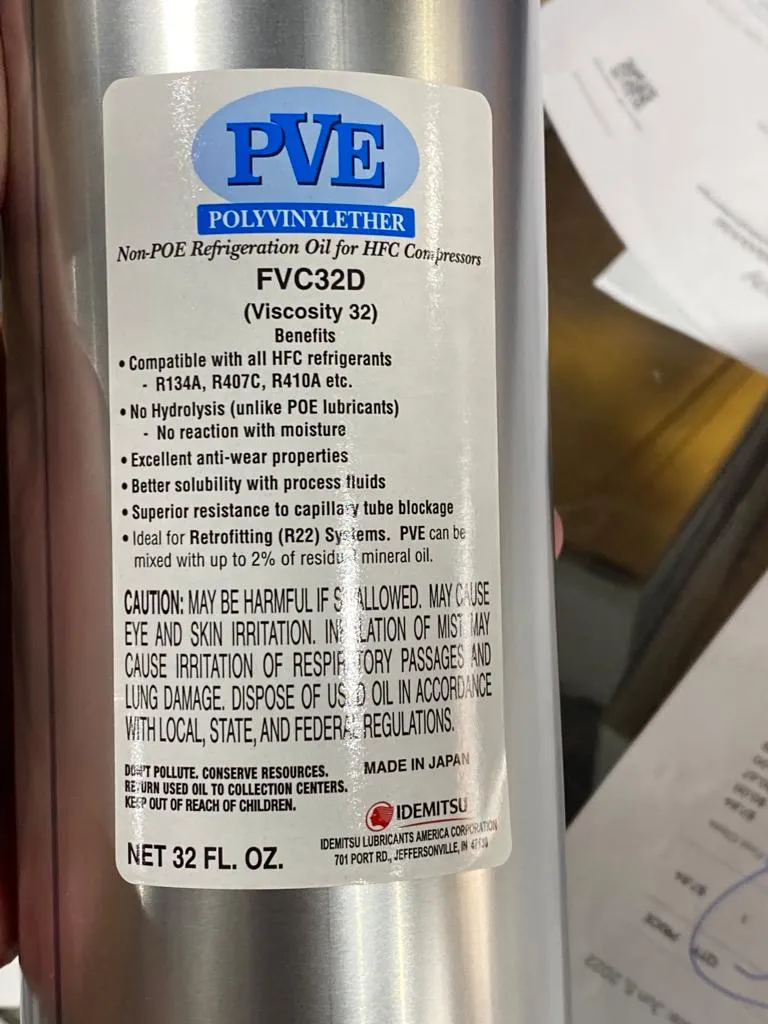 PVE
POLYVINYLETHER
Non-POE Refrigeration Oil for HFC Compressors
FVC32D
(Viscosity 32)
Benefits
• Compatible with all HFC refrigerants
- R134A, R407C, R410A etc.
• No Hydrolysis (unlike POE lubricants)
- No reaction with moisture
• Excellent anti-wear properties
• Better solubility with process fluids
• Superior resistance to capillary tube blockage
• Ideal for Retrofitting (R22) Systems. PVE can be
mixed with up to 2% of residual mineral oil.
CAUTION: MAY BE HARMFUL IF SWALLOWED. MAY CAUSE
EYE AND SKIN IRRITATION. INHALATION OF MIST MAY
CAUSE IRRITATION OF RESPIRATORY PASSAGES AND
LUNG DAMAGE. DISPOSE OF USED OIL IN ACCORDANCE
WITH LOCAL, STATE, AND FEDERAL REGULATIONS.
DON'T POLLUTE. CONSERVE RESOURCES.
RETURN USED OIL TO COLLECTION CENTERS.
KEEP OUT OF REACH OF CHILDREN.
MADE IN JAPAN
IDEMITSU
IDEMITSU LUBRICANTS AMERICA CORPORATION
701 PORT RD., JEFFERSONVILLE, IN
NET 32 FL. OZ.
QTY PRICE
Jun 5, 2022